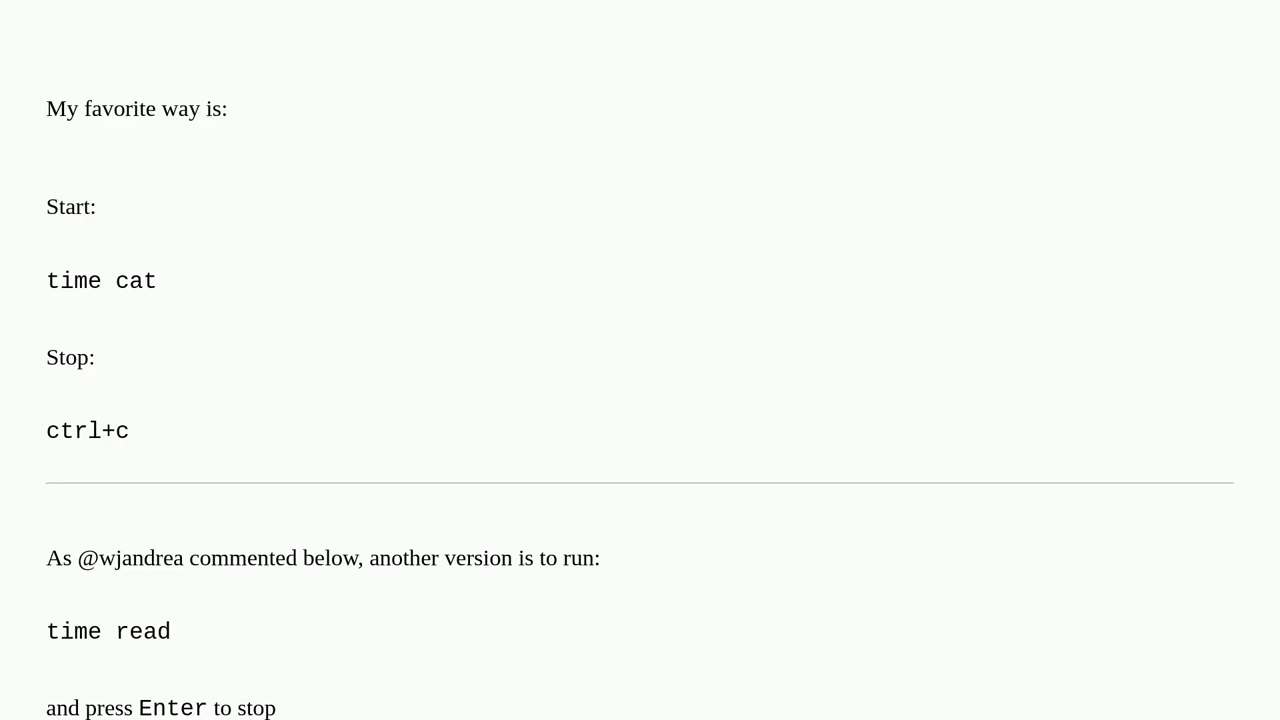 My favorite way is:
Start:
time cat
Stop:
ctrl+c
As @wjandrea commented below, another version is to run:
time read
and press Enter to stop